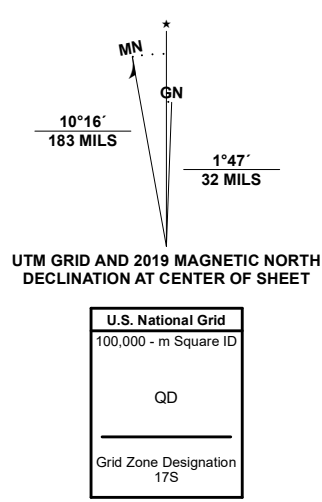 ★
MN
GN
10°16´
183 MILS
1°47´
32 MILS
UTM GRID AND 2019 MAGNETIC NORTH
DECLINATION AT CENTER OF SHEET
U.S. National Grid
100,000 - m Square ID
QD
Grid Zone Designation
17S